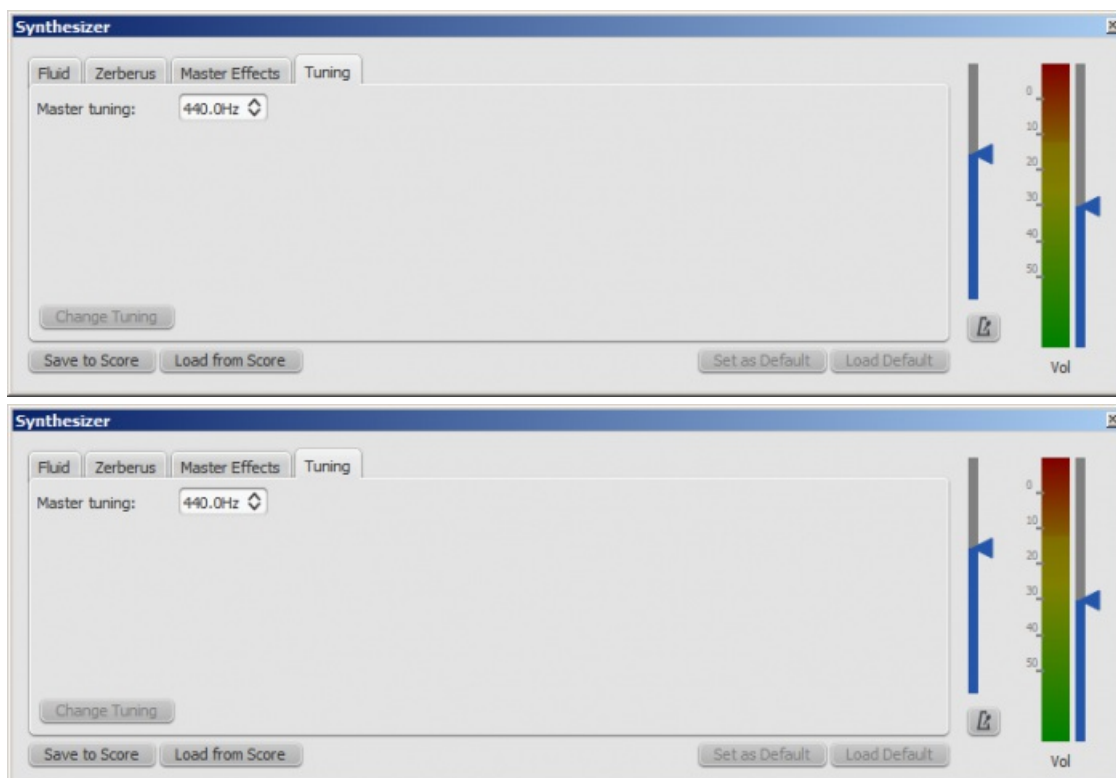 Synthesizer
Fluid Zerberus Master Effects Tuning
Master tuning: 440.0Hz
0
10
20
30
40
50
Change Tuning
Save to Score Load from Score Set as Default Load Default Vol
Synthesizer
Fluid Zerberus Master Effects Tuning
Master tuning: 440.0Hz
0
10
20
30
40
50
Change Tuning
Save to Score Load from Score Set as Default Load Default Vol